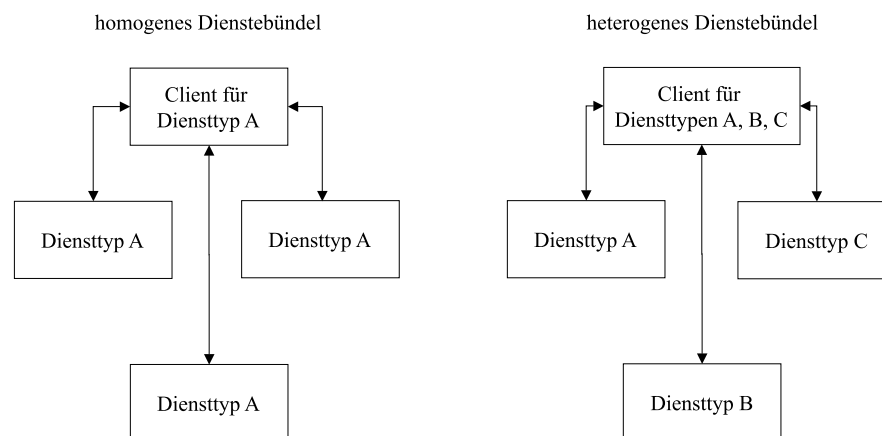 homogenes Dienstebündel
Client für
Diensttyp A
Diensttyp A
Diensttyp A
Diensttyp A
heterogenes Dienstebündel
Client für
Diensttypen A, B, C
Diensttyp A
Diensttyp C
Diensttyp B